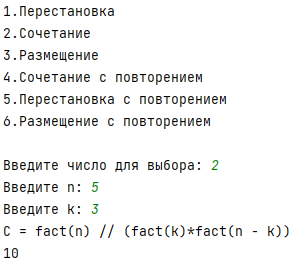 1.Перестановка
2.Сочетание
3.Размещение
4.Сочетание с повторением
5.Перестановка с повторением
6.Размещение с повторением
Введите число для выбора: 2
Введите n: 5
Введите k: 3
C = fact(n) // (fact(k)*fact(n - k))
10